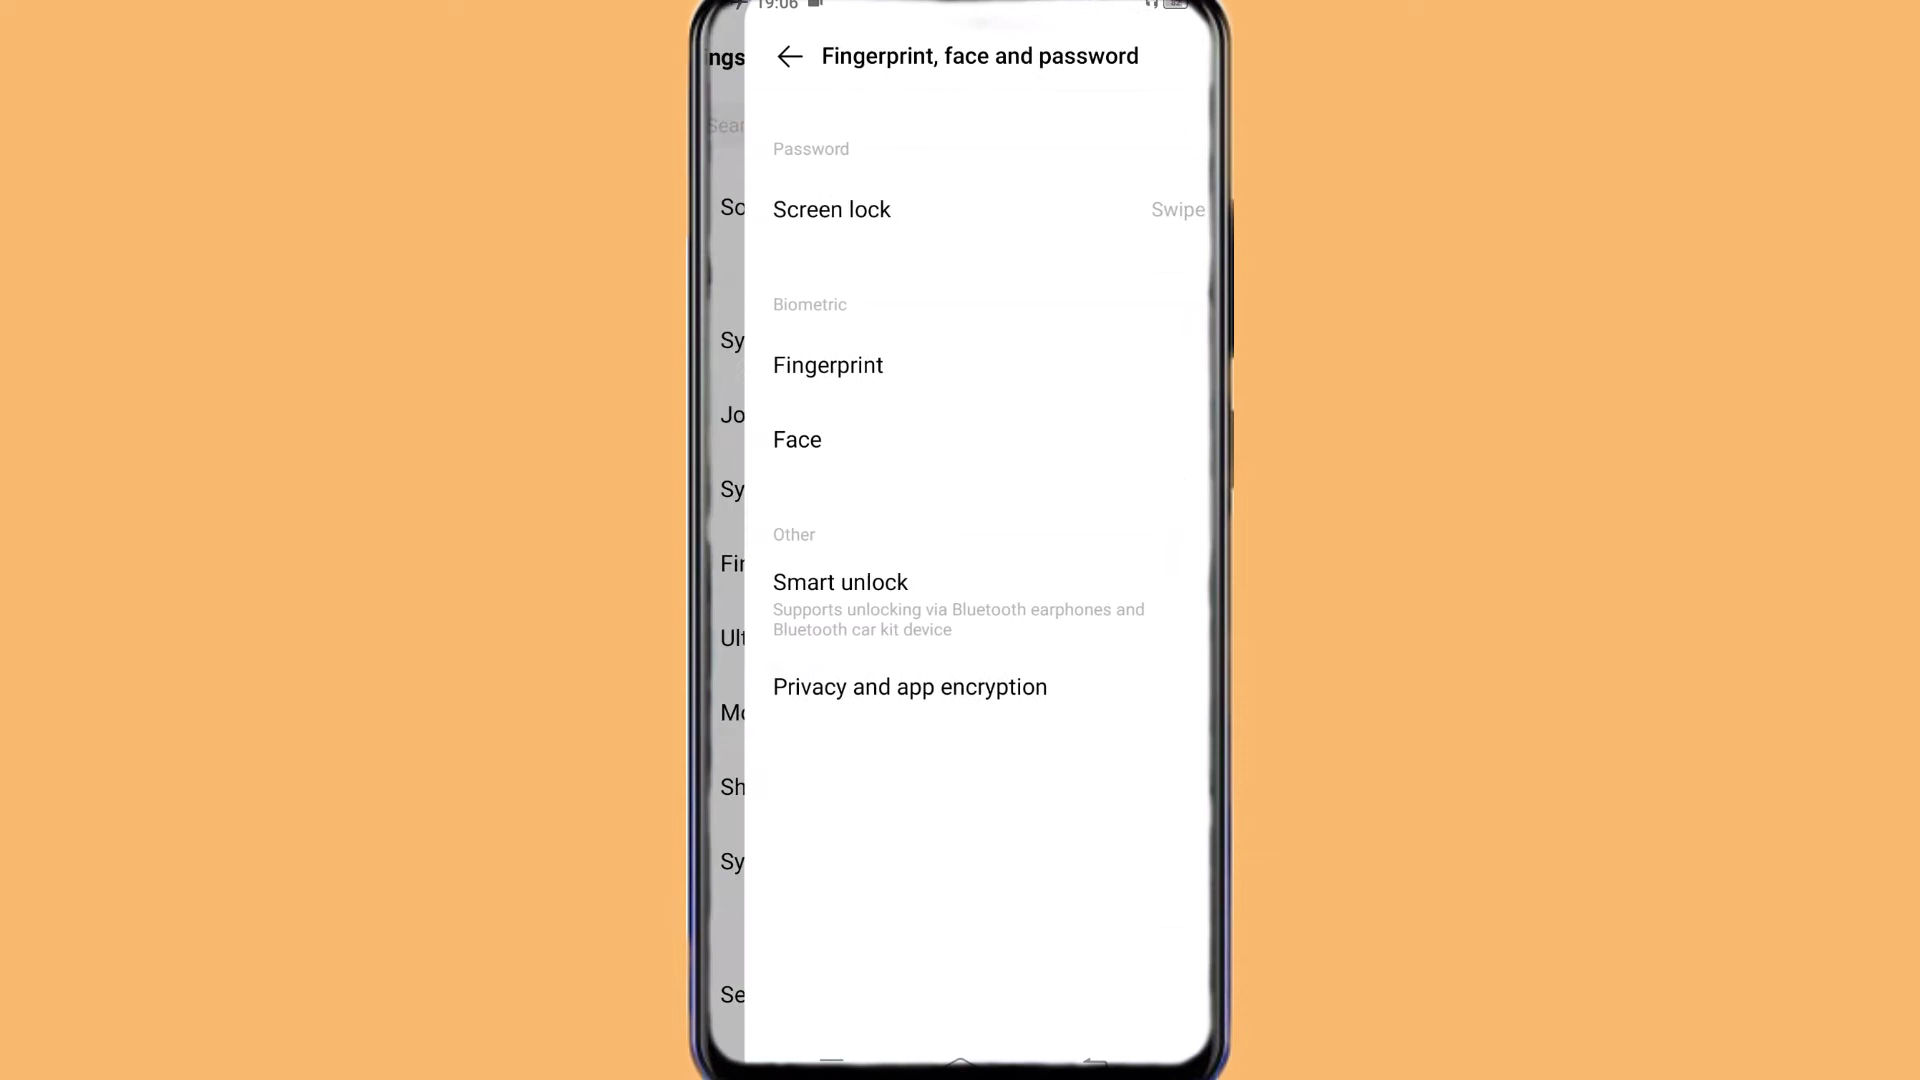 19:06
ngs
Fingerprint, face and password
Sear
Password
So
Screen lock
Swipe
Biometric
Sy
Fingerprint
Jo
Face
Sy
Other
Fin
Smart unlock
Supports unlocking via Bluetooth earphones and
Bluetooth car kit device
Ult
Privacy and app encryption
Mo
Sh
Sy
Se